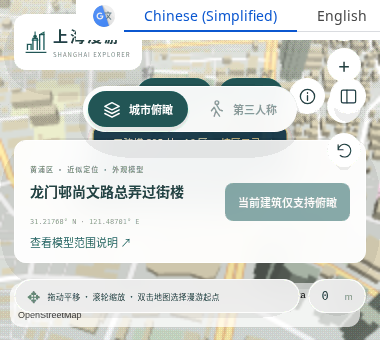 Chinese (Simplified)
English
上海漫游
SHANGHAI EXPLORER
城市俯瞰
第三人称
黄浦区 · 近似定位 · 外观模型
龙门邨尚文路总弄过街楼
当前建筑仅支持俯瞰
31.21760° N · 121.48701° E
查看模型范围说明 ↗
拖动平移 · 滚轮缩放 · 双击地图选择漫游起点
0 m
OpenStreetMap